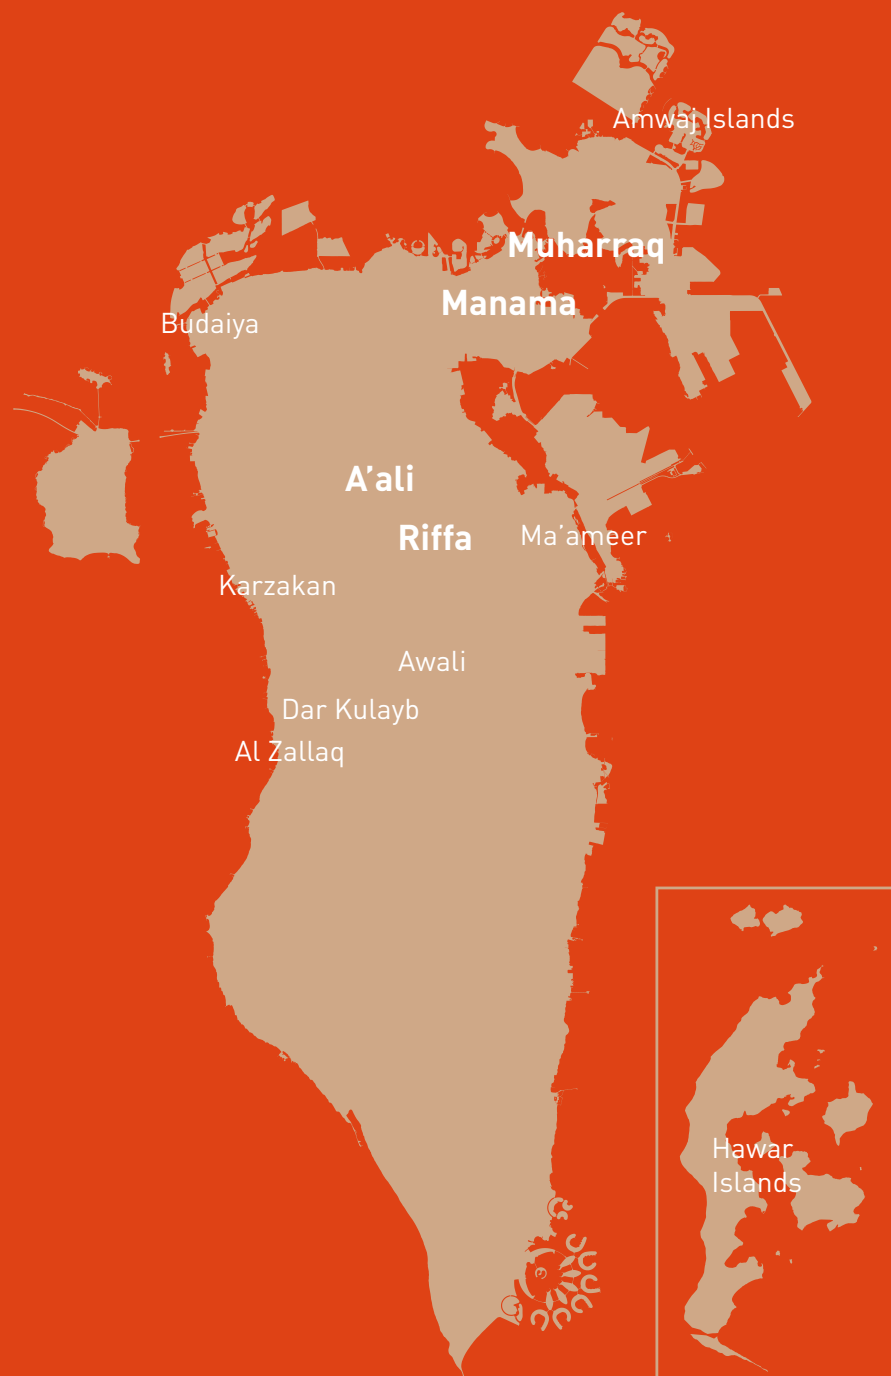 Amwaj Islands
Muharraq
Manama
Budaiya
A’ali
Riffa
Ma’ameer
Karzakan
Awali
Dar Kulayb
Al Zallaq
Hawar
Islands